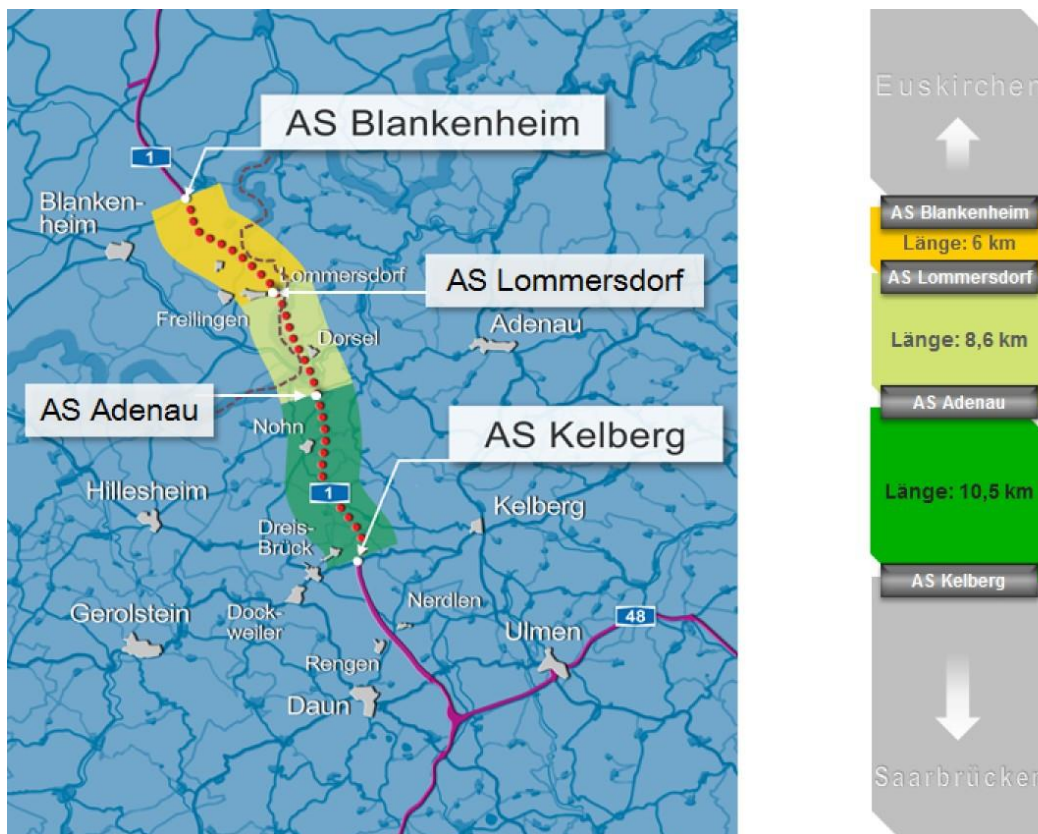 AS Blankenheim
1
Blanken-
heim
Lommersdorf
AS Lommersdorf
Freilingen
Dorsel
Adenau
AS Adenau
Nohn
AS Kelberg
Hillesheim
1
Kelberg
Dreis-
Brück
Gerolstein
Dock-
weiler
Nerdlen
48
Ulmen
Rengen
Daun
Euskirchen
AS Blankenheim
Länge: 6 km
AS Lommersdorf
Länge: 8,6 km
AS Adenau
Länge: 10,5 km
AS Kelberg
Saarbrücken